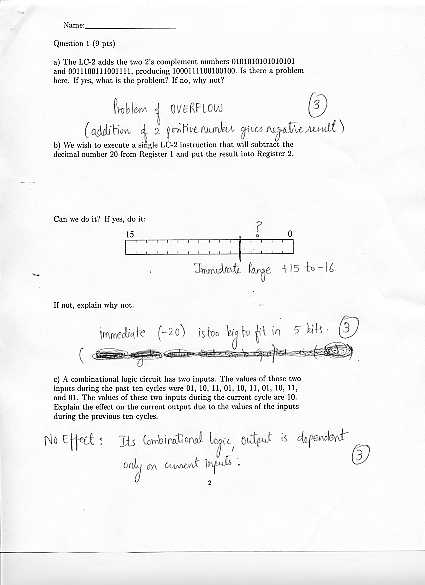 Name:
Question 1 (9 pts)
a) The LC-2 adds the two 2's complement numbers 0101010101010101
and 0011100111001111, producing 1000111100100100. Is there a problem
here. If yes, what is the problem? If no, why not?
Problem of OVERFLOW
3
(addition of 2 positive number gives negative result)
b) We wish to execute a single LC-2 instruction that will subtract the
decimal number 20 from Register 1 and put the result into Register 2.
Can we do it? If yes, do it:
?
15 0
Immediate Range +15 to -16
If not, explain why not.
immediate (-20) is too big to fit in 5 bits. 3
c) A combinational logic circuit has two inputs. The values of those two
inputs during the past ten cycles were 01, 10, 11, 01, 10, 11, 01, 10, 11,
and 01. The values of these two inputs during the current cycle are 10.
Explain the effect on the current output due to the values of the inputs
during the previous ten cycles.
No Effect: Its Combinational Logic, output is dependent
only on current inputs.
3
2